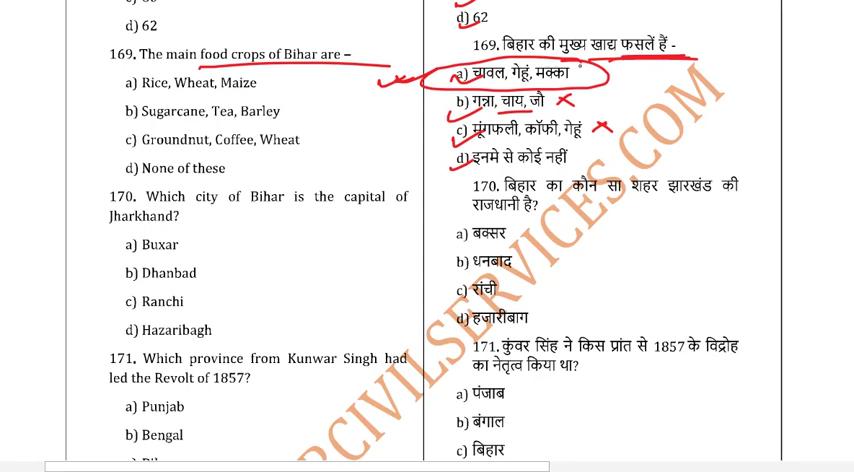 d) 62
169. The main food crops of Bihar are –
a) Rice, Wheat, Maize
b) Sugarcane, Tea, Barley
c) Groundnut, Coffee, Wheat
d) None of these
170. Which city of Bihar is the capital of
Jharkhand?
a) Buxar
b) Dhanbad
c) Ranchi
d) Hazaribagh
171. Which province from Kunwar Singh had
led the Revolt of 1857?
a) Punjab
b) Bengal
d) 62
169. बिहार की मुख्य खाद्य फसलें हैं -
a) चावल, गेहूं, मक्का
b) गन्ना, चाय, जौ
c) मूंगफली, कॉफी, गेहूं
d) इनमे से कोई नहीं
170. बिहार का कौन सा शहर झारखंड की
राजधानी है?
a) बक्सर
b) धनबाद
c) रांची
d) हजारीबाग
171. कुंवर सिंह ने किस प्रांत से 1857 के विद्रोह
का नेतृत्व किया था?
a) पंजाब
b) बंगाल
c) बिहार
RCIVILSERVICES.COM